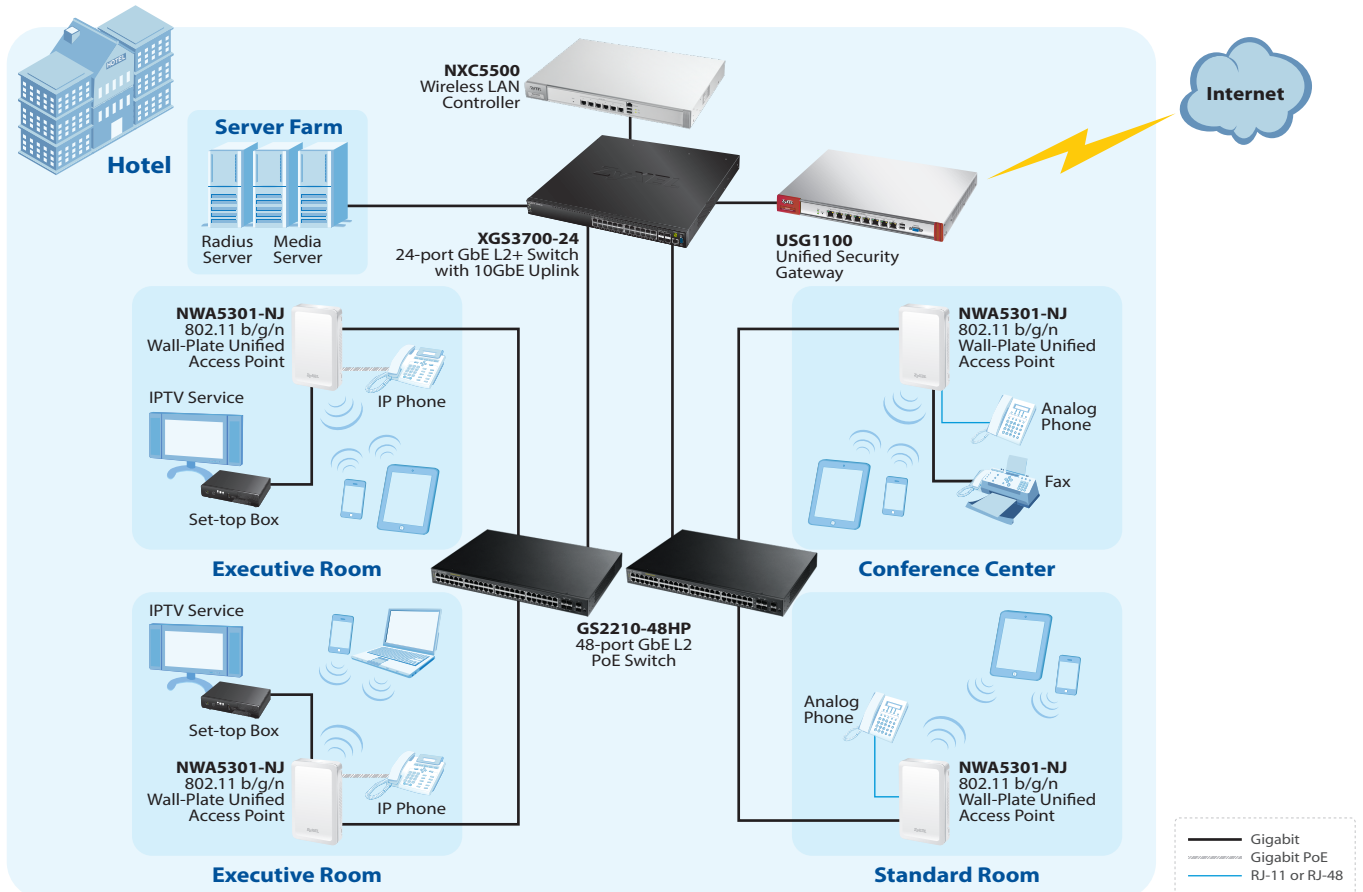 HOTEL
Hotel
NXC5500
Wireless LAN
Controller
Internet
Server Farm
Radius
Server
Media
Server
XGS3700-24
24-port GbE L2+ Switch
with 10GbE Uplink
USG1100
Unified Security
Gateway
NWA5301-NJ
802.11 b/g/n
Wall-Plate Unified
Access Point
IPTV Service
IP Phone
Set-top Box
Executive Room
NWA5301-NJ
802.11 b/g/n
Wall-Plate Unified
Access Point
Analog
Phone
Fax
Conference Center
GS2210-48HP
48-port GbE L2
PoE Switch
IPTV Service
Set-top Box
NWA5301-NJ
802.11 b/g/n
Wall-Plate Unified
Access Point
IP Phone
Executive Room
Analog
Phone
NWA5301-NJ
802.11 b/g/n
Wall-Plate Unified
Access Point
Standard Room
Gigabit
Gigabit PoE
RJ-11 or RJ-48